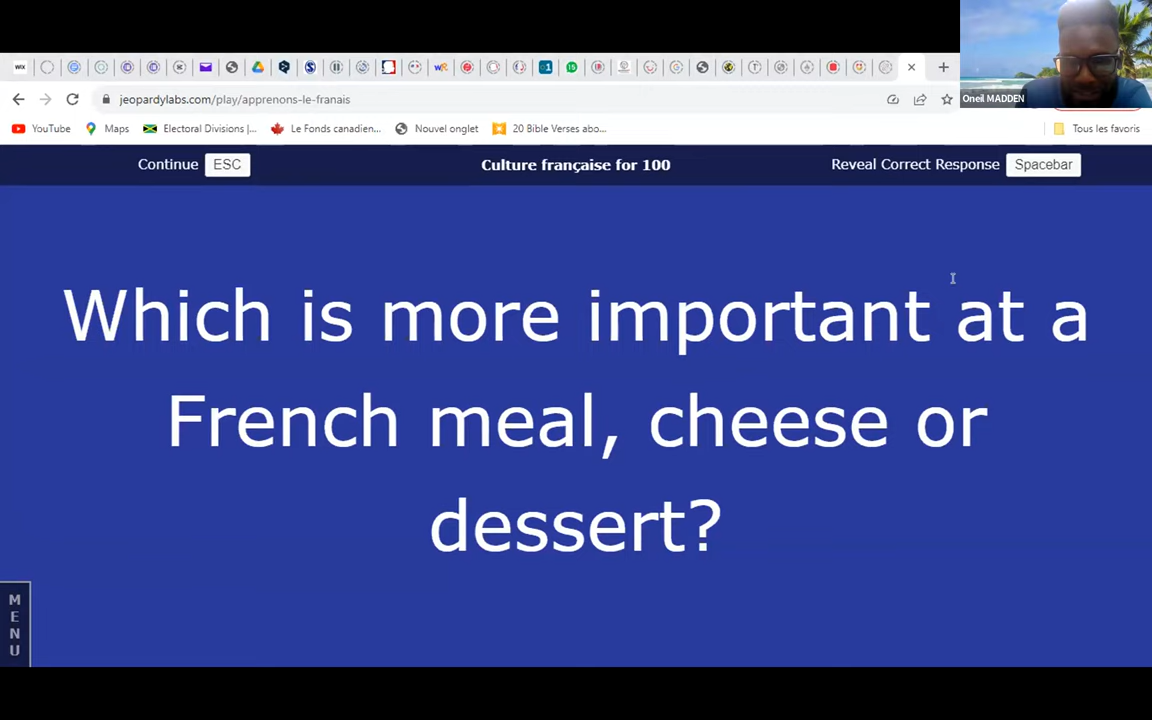 WIX
jeopardylabs.com/play/apprenons-le-franais
YouTube Maps Electoral Divisions |... Le Fonds canadien... Nouvel onglet 20 Bible Verses abo... Tous les favoris
Oneil MADDEN
Continue ESC Culture française for 100 Reveal Correct Response Spacebar
Which is more important at a
French meal, cheese or
dessert?
M
E
N
U